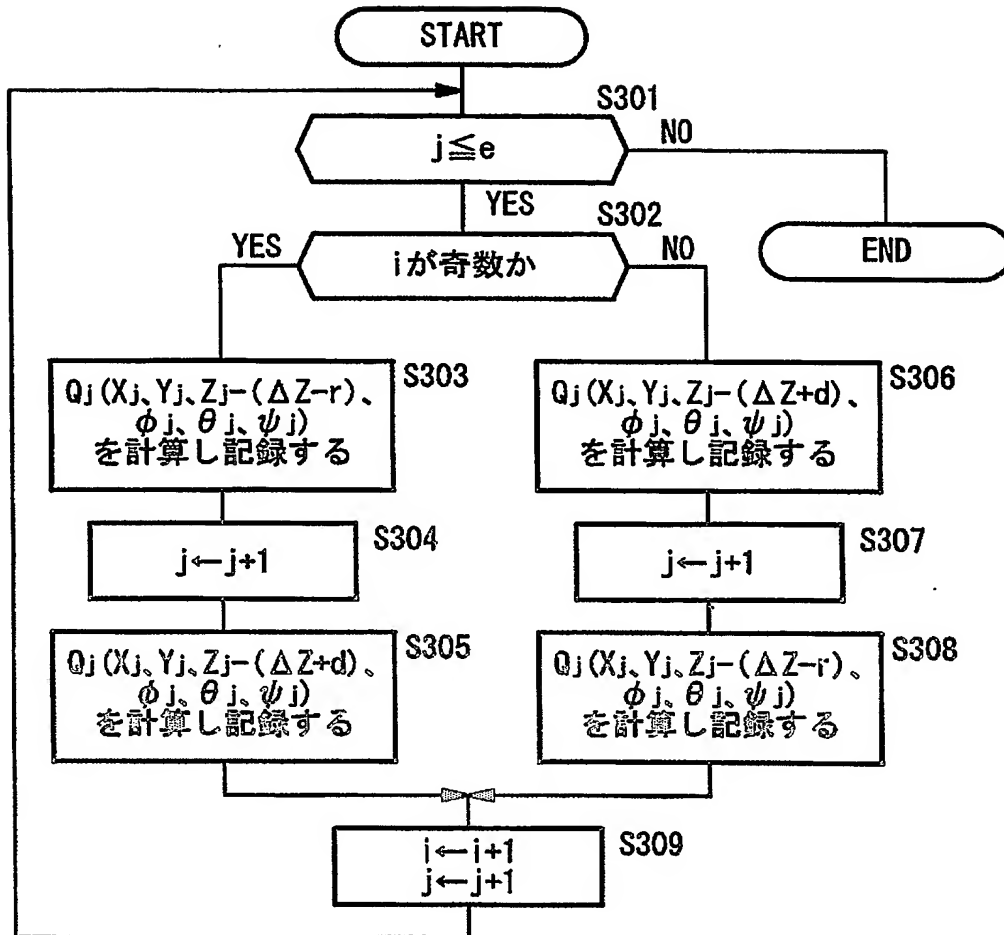 START
S301
j≦e
NO
YES
S302
YES
iが奇数か
NO
END
Qj(Xj、Yj、Zj-(ΔZ-r)、
φj、θj、ψj)
を計算し記録する
S303
Qj(Xj、Yj、Zj-(ΔZ+d)、
φj、θj、ψj)
を計算し記録する
S306
j←j+1
S304
j←j+1
S307
Qj(Xj、Yj、Zj-(ΔZ+d)、
φj、θj、ψj)
を計算し記録する
S305
Qj(Xj、Yj、Zj-(ΔZ-r)、
φj、θj、ψj)
を計算し記録する
S308
i←i+1
j←j+1
S309